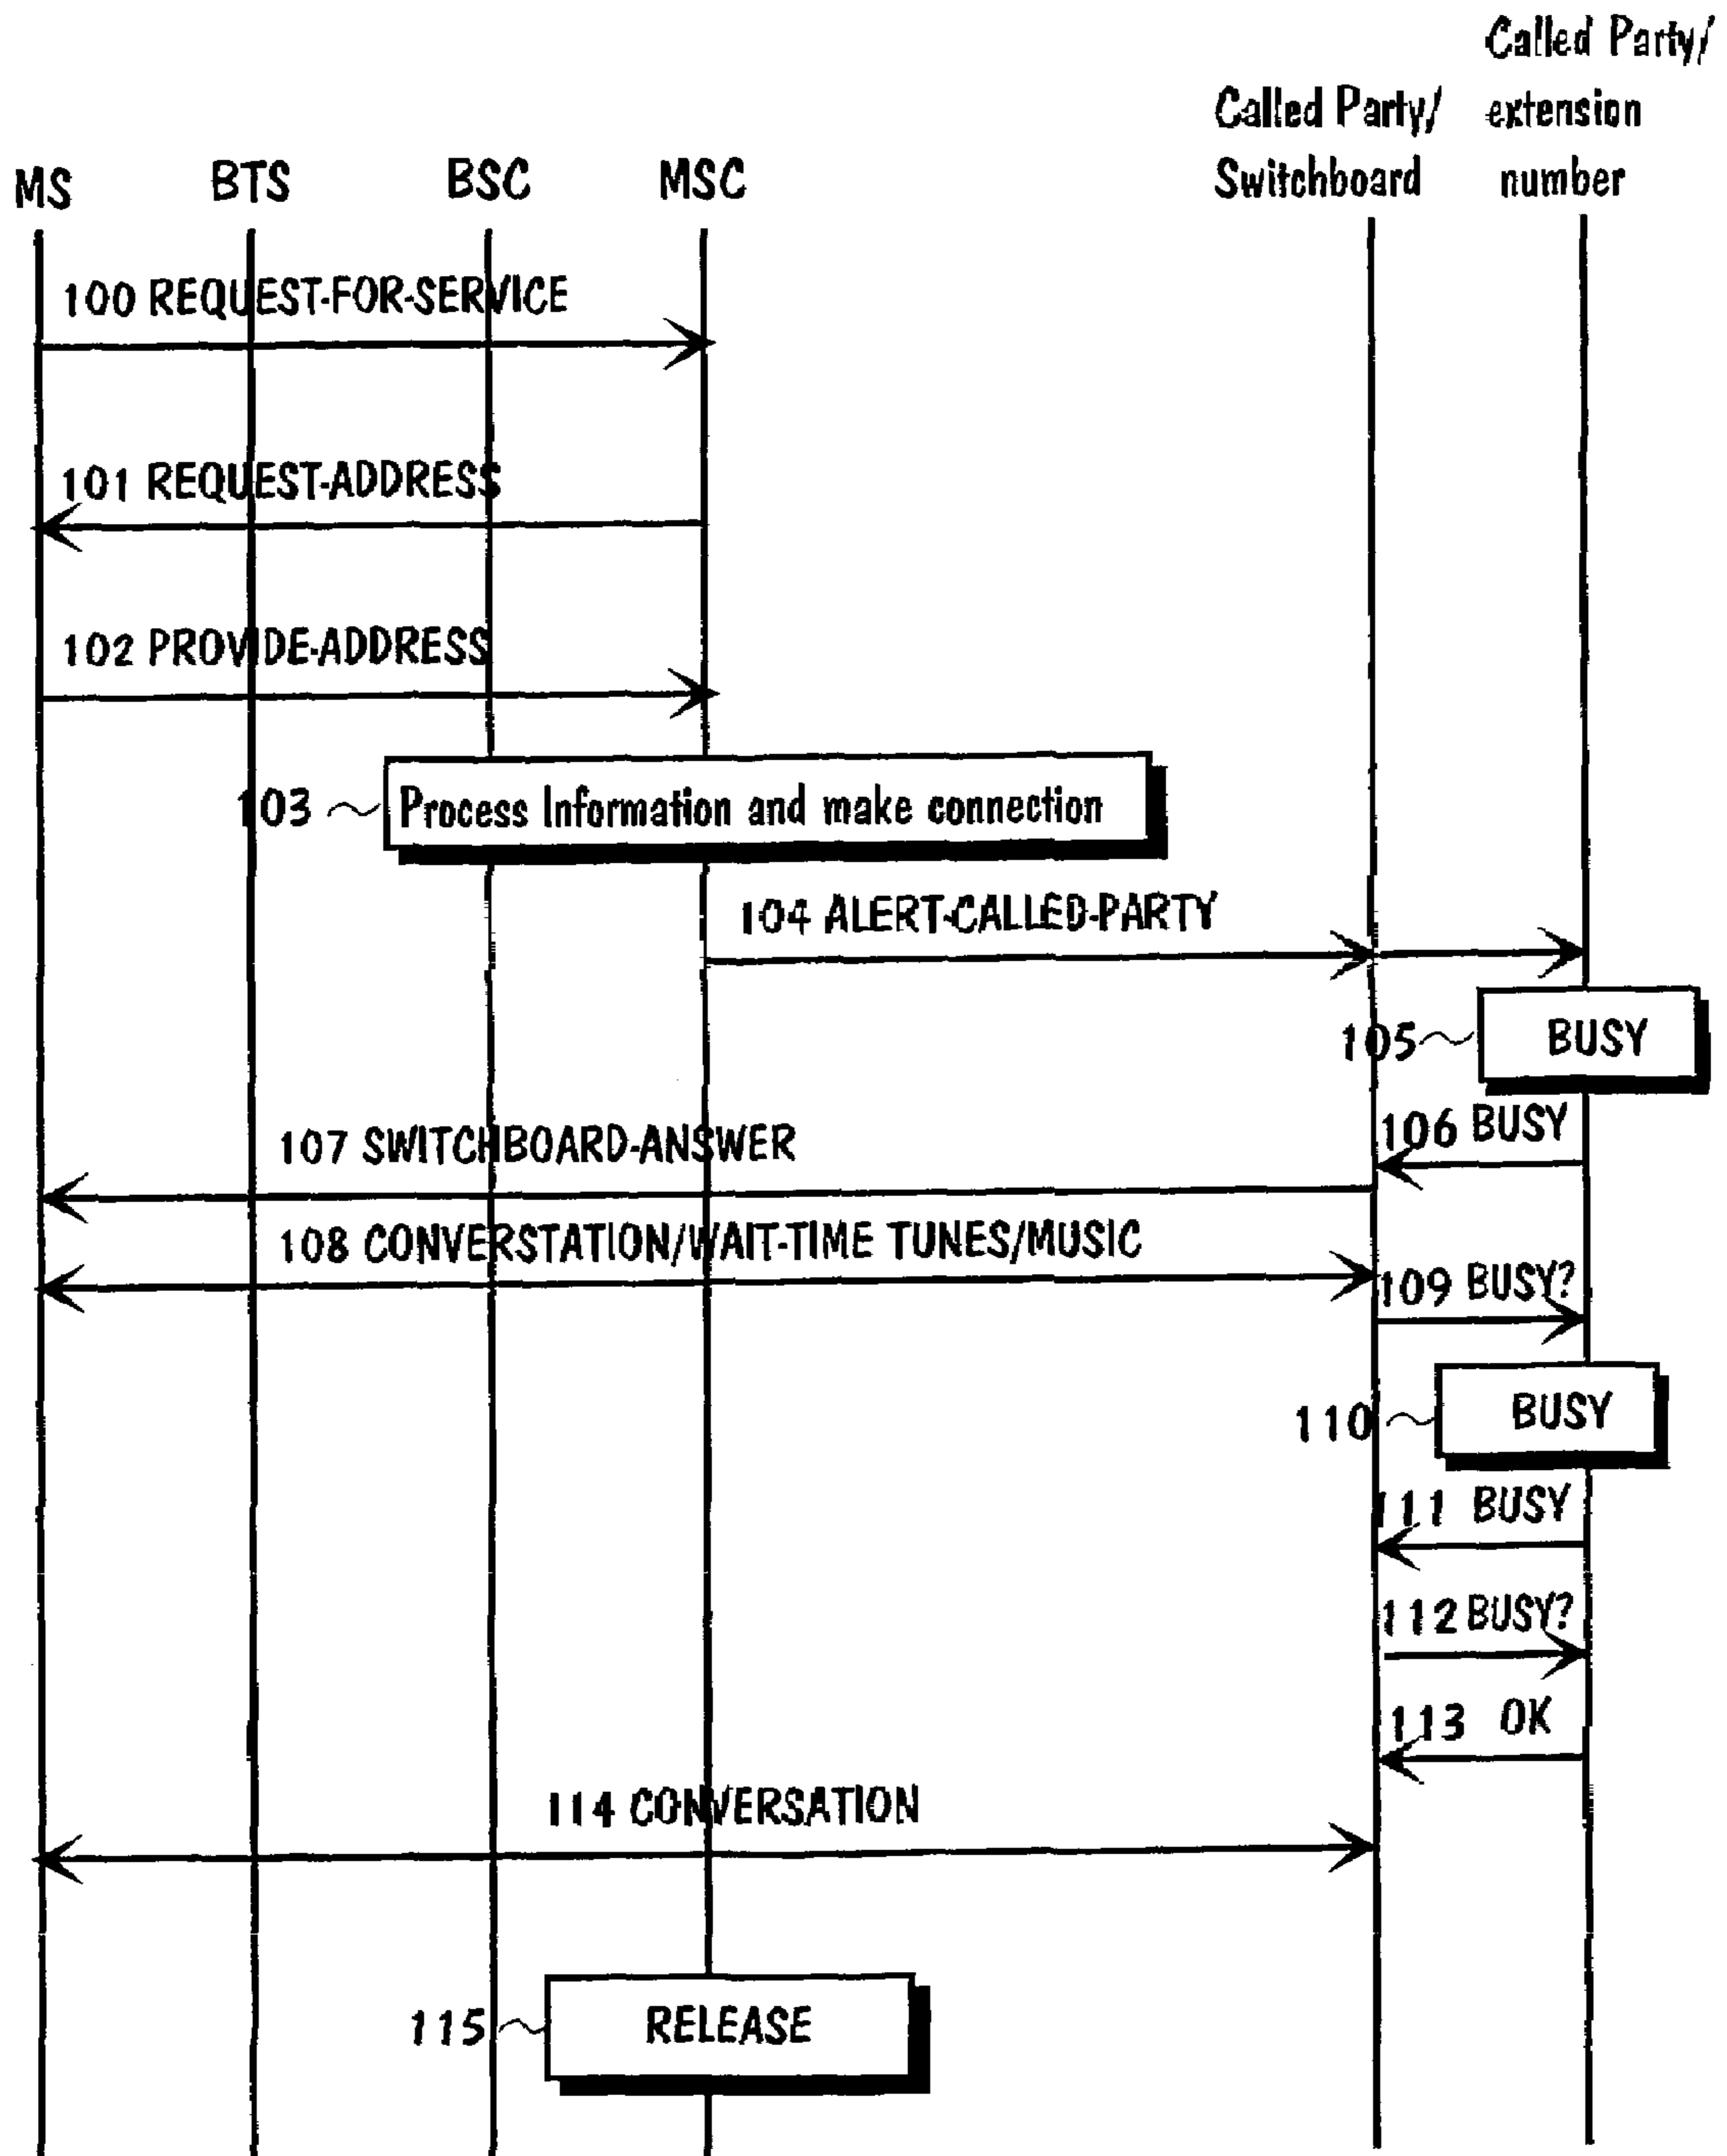 Called Party/
Called Party/ extension
MS BTS BSC MSC Switchboard number
100 REQUEST-FOR-SERVICE
101 REQUEST-ADDRESS
102 PROVIDE-ADDRESS
103 Process Information and make connection
104 ALERT-CALLED-PARTY
105 BUSY
106 BUSY
107 SWITCHBOARD-ANSWER
108 CONVERSTATION/WAIT-TIME TUNES/MUSIC
109 BUSY?
110 BUSY
111 BUSY
112 BUSY?
113 OK
114 CONVERSATION
115 RELEASE